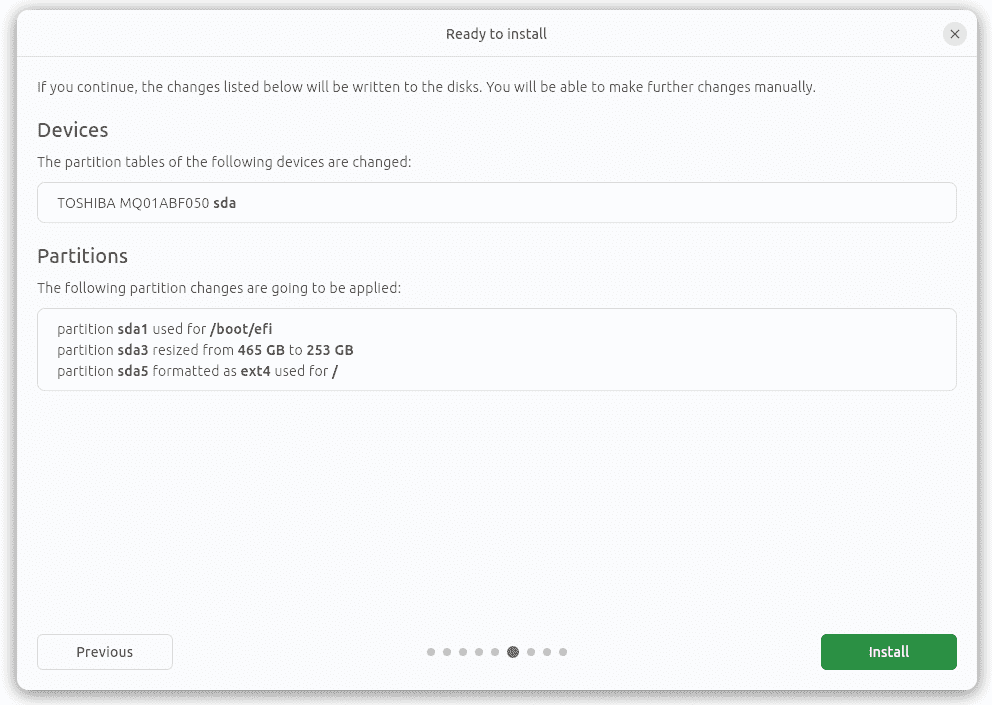 Ready to install
If you continue, the changes listed below will be written to the disks. You will be able to make further changes manually.
Devices
The partition tables of the following devices are changed:
TOSHIBA MQ01ABF050 sda
Partitions
The following partition changes are going to be applied:
partition sda1 used for /boot/efi
partition sda3 resized from 465 GB to 253 GB
partition sda5 formatted as ext4 used for /
Previous
Install